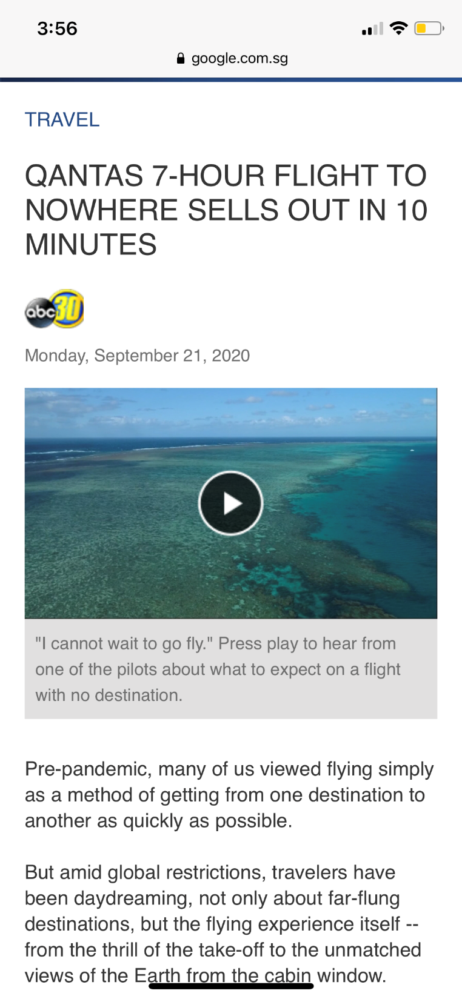 3:56
google.com.sg
TRAVEL
QANTAS 7-HOUR FLIGHT TO
NOWHERE SELLS OUT IN 10
MINUTES
abc30
Monday, September 21, 2020
"I cannot wait to go fly." Press play to hear from
one of the pilots about what to expect on a flight
with no destination.
Pre-pandemic, many of us viewed flying simply
as a method of getting from one destination to
another as quickly as possible.
But amid global restrictions, travelers have
been daydreaming, not only about far-flung
destinations, but the flying experience itself --
from the thrill of the take-off to the unmatched
views of the Earth from the cabin window.